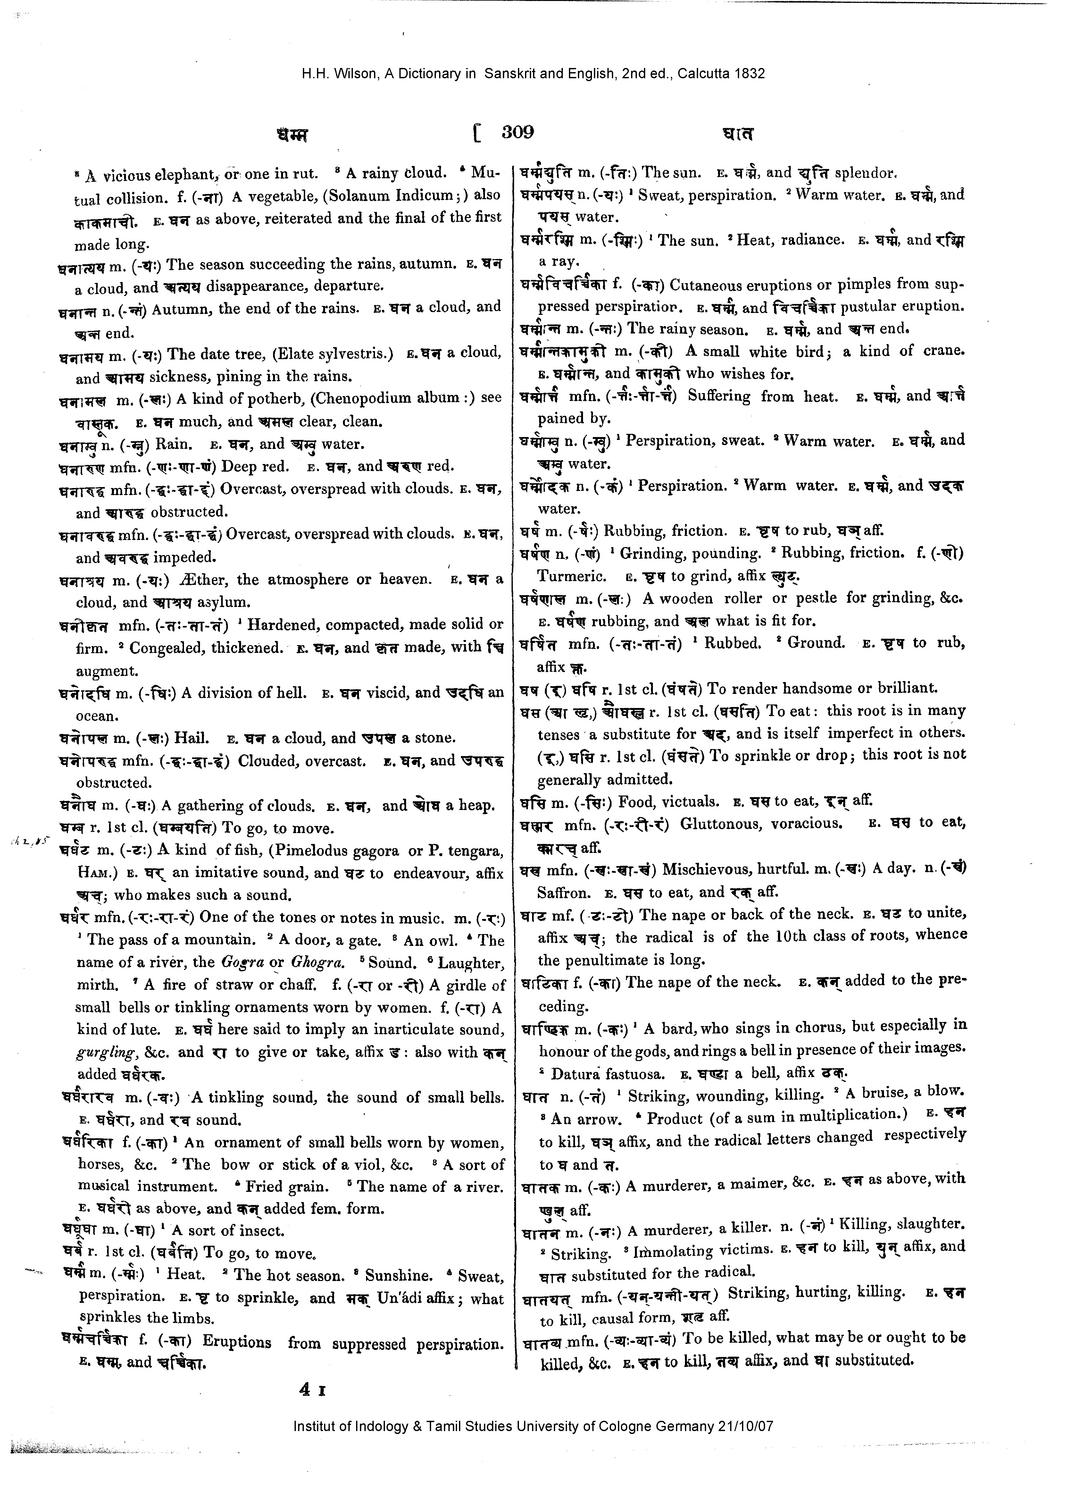 H.H. Wilson, A Dictionary in Sanskrit and English, 2nd ed., Calcutta 1832
घम्म [ 309 घात
² A vicious elephant, or one in rut. ³ A rainy cloud. ⁴ Mu-
tual collision. f. (-ना) A vegetable, (Solanum Indicum;) also
काकमाची. E. घन as above, reiterated and the final of the first
made long.
घनात्यय m. (-यः) The season succeeding the rains, autumn. E. घन
a cloud, and अत्यय disappearance, departure.
घनान्त n. (-न्तं) Autumn, the end of the rains. E. घन a cloud, and
अन्त end.
घनामय m. (-यः) The date tree, (Elate sylvestris.) E. घन a cloud,
and आमय sickness, pining in the rains.
घनामल m. (-लः) A kind of potherb, (Chenopodium album :) see
वास्तूक. E. घन much, and अमल clear, clean.
घनाम्बु n. (-म्बु) Rain. E. घन, and अम्बु water.
घनारुण mfn. (-णः-णा-णं) Deep red. E. घन, and अरुण red.
घनारुद्ध mfn. (-द्धः-द्धा-द्धं) Overcast, overspread with clouds. E. घन,
and आरुद्ध obstructed.
घनावरुद्ध mfn. (-द्धः-द्धा-द्धं) Overcast, overspread with clouds. E. घन,
and अवरुद्ध impeded.
घनाश्रय m. (-यः) Æther, the atmosphere or heaven. E. घन a
cloud, and आश्रय asylum.
घनीकृत mfn. (-तः-ता-तं) ¹ Hardened, compacted, made solid or
firm. ² Congealed, thickened. E. घन, and कृत made, with च्वि
augment.
घनोदधि m. (-धिः) A division of hell. E. घन viscid, and उदधि an
ocean.
घनोपल m. (-लः) Hail. E. घन a cloud, and उपल a stone.
घनोपरुद्ध mfn. (-द्धः-द्धा-द्धं) Clouded, overcast. E. घन, and उपरुद्ध
obstructed.
घनौघ m. (-घः) A gathering of clouds. E. घन, and ओघ a heap.
घम्ब r. 1st cl. (घम्बयति) To go, to move.
घर्घट m. (-टः) A kind of fish, (Pimelodus gagora or P. tengara,
HAM.) E. घर् an imitative sound, and घट to endeavour, affix
अच्; who makes such a sound.
घर्घर mfn. (-रः-रा-रं) One of the tones or notes in music. m. (-रः)
¹ The pass of a mountain. ² A door, a gate. ³ An owl. ⁴ The
name of a river, the Gogra or Ghogra. ⁵ Sound. ⁶ Laughter,
mirth. ⁷ A fire of straw or chaff. f. (-रा or -री) A girdle of
small bells or tinkling ornaments worn by women. f. (-रा) A
kind of lute. E. घर्घ here said to imply an inarticulate sound,
gurgling, &c. and रा to give or take, affix ड : also with कन्
added घर्घरक.
घर्घरारव m. (-वः) A tinkling sound, the sound of small bells.
E. घर्घरा, and रव sound.
घर्घरिका f. (-का) ¹ An ornament of small bells worn by women,
horses, &c. ² The bow or stick of a viol, &c. ³ A sort of
musical instrument. ⁴ Fried grain. ⁵ The name of a river.
E. घर्घरी as above, and कन् added fem. form.
घर्घूर्घा m. (-घा) ¹ A sort of insect.
घर्ब r. 1st cl. (घर्बति) To go, to move.
घर्म्म m. (-र्म्मः) ¹ Heat. ² The hot season. ³ Sunshine. ⁴ Sweat,
perspiration. E. घृ to sprinkle, and मक् Un'ádi affix; what
sprinkles the limbs.
घर्म्मचर्चिका f. (-का) Eruptions from suppressed perspiration.
E. घर्म्म, and चर्चिका.
4 I
घर्म्मद्युति m. (-तिः) The sun. E. घर्म्म, and द्युति splendor.
घर्म्मपयस् n. (-यः) ¹ Sweat, perspiration. ² Warm water. E. घर्म्म, and
पयस् water.
घर्म्मरश्मि m. (-श्मिः) ¹ The sun. ² Heat, radiance. E. घर्म्म, and रश्मि
a ray.
घर्म्मविचर्चिका f. (-का) Cutaneous eruptions or pimples from sup-
pressed perspiration. E. घर्म्म, and विचर्चिका pustular eruption.
घर्म्मान्त m. (-न्तः) The rainy season. E. घर्म्म, and अन्त end.
घर्म्मान्तकामुकी m. (-की) A small white bird; a kind of crane.
E. घर्म्मान्त, and कामुकी who wishes for.
घर्म्मार्त्त mfn. (-र्त्तः-र्त्ता-र्त्तं) Suffering from heat. E. घर्म्म, and आर्त्त
pained by.
घर्म्माम्बु n. (-म्बु) ¹ Perspiration, sweat. ² Warm water. E. घर्म्म, and
अम्बु water.
घर्म्मोदक n. (-कं) ¹ Perspiration. ² Warm water. E. घर्म्म, and उदक
water.
घर्ष m. (-र्षः) Rubbing, friction. E. घृष to rub, घञ् aff.
घर्षण n. (-णं) ¹ Grinding, pounding. ² Rubbing, friction. f. (-णी)
Turmeric. E. घृष to grind, affix ल्युट्.
घर्षणाल m. (-लः) A wooden roller or pestle for grinding, &c.
E. घर्षण rubbing, and अल what is fit for.
घर्षित mfn. (-तः-ता-तं) ¹ Rubbed. ² Ground. E. घृष to rub,
affix क्त.
घष (इ) घषि r. 1st cl. (घंषते) To render handsome or brilliant.
घस (औ ऌ,) औघसॢ r. 1st cl. (घसति) To eat : this root is in many
tenses a substitute for अद्, and is itself imperfect in others.
(इ,) घसि r. 1st cl. (घंसते) To sprinkle or drop; this root is not
generally admitted.
घसि m. (-सिः) Food, victuals. E. घस to eat, इन् aff.
घस्मर mfn. (-रः-री-रं) Gluttonous, voracious. E. घस to eat,
क्मरच् aff.
घस्र mfn. (-स्रः-स्रा-स्रं) Mischievous, hurtful. m. (-स्रः) A day. n. (-स्रं)
Saffron. E. घस to eat, and रक् aff.
घाट mf. (-टः-टी) The nape or back of the neck. E. घट to unite,
affix अच्; the radical is of the 10th class of roots, whence
the penultimate is long.
घाटिका f. (-का) The nape of the neck. E. कन् added to the pre-
ceding.
घाण्टिक m. (-कः) ¹ A bard, who sings in chorus, but especially in
honour of the gods, and rings a bell in presence of their images.
² Datura fastuosa. E. घण्टा a bell, affix ठक्.
घात n. (-तं) ¹ Striking, wounding, killing. ² A bruise, a blow.
³ An arrow. ⁴ Product (of a sum in multiplication.) E. हन
to kill, घञ् affix, and the radical letters changed respectively
to घ and त.
घातक m. (-कः) A murderer, a maimer, &c. E. हन as above, with
ण्वुल् aff.
घातन m. (-नः) A murderer, a killer. n. (-नं) ¹ Killing, slaughter.
² Striking. ³ Immolating victims. E. हन to kill, युन् affix, and
घात substituted for the radical.
घातयत् mfn. (-यन्-यन्ती-यत्) Striking, hurting, killing. E. हन
to kill, causal form, शतृ aff.
घातव्य mfn. (-व्यः-व्या-व्यं) To be killed, what may be or ought to be
killed, &c. E. हन to kill, तव्य affix, and घा substituted.
Institut of Indology & Tamil Studies University of Cologne Germany 21/10/07